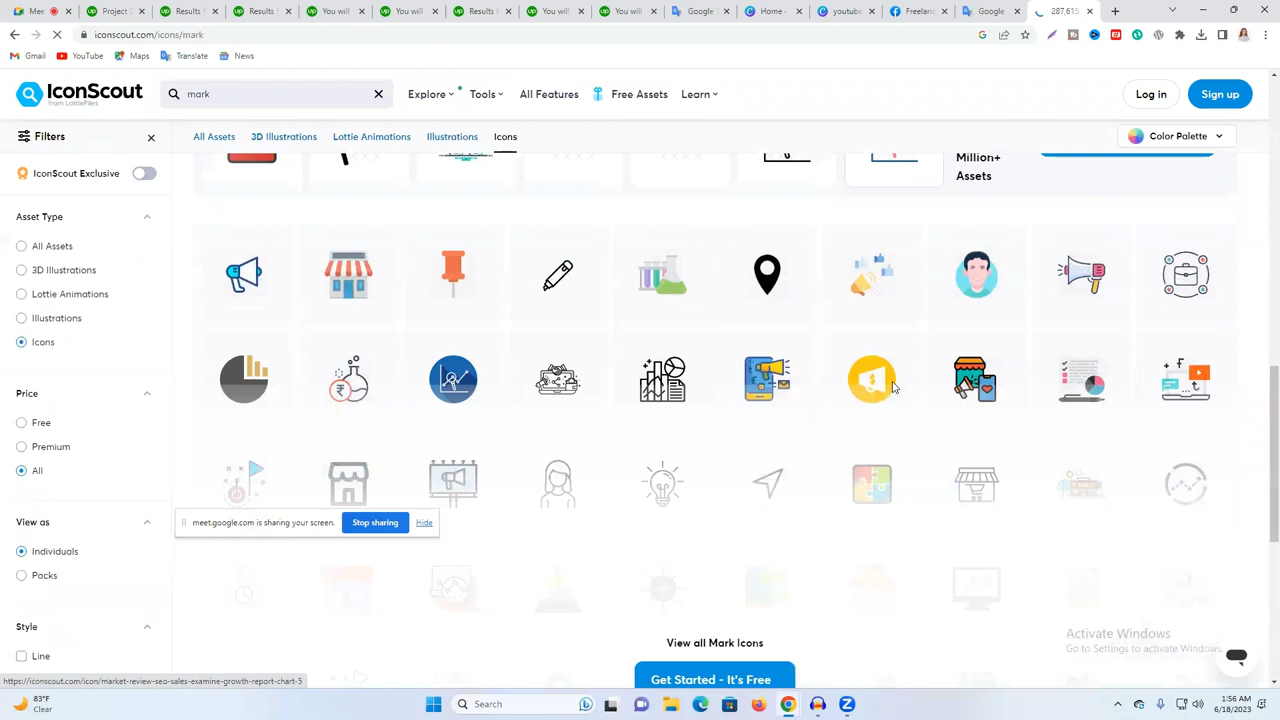 Mee
Project D
Results f
Results f
You will
You will
Results f
You will
You will
Google
Home -
youtube
Freelan
Google
287,615
iconscout.com/icons/mark
Gmail
YouTube
Maps
Translate
News
IconScout
from LottieFiles
mark
Explore
Tools
All Features
Free Assets
Learn
Log in
Sign up
Filters
All Assets
3D Illustrations
Lottie Animations
Illustrations
Icons
Color Palette
Million+
Assets
IconScout Exclusive
Asset Type
All Assets
3D Illustrations
Lottie Animations
Illustrations
Icons
Price
Free
Premium
All
meet.google.com is sharing your screen.
Stop sharing
Hide
View as
Individuals
Packs
Style
Line
View all Mark Icons
Get Started - It's Free
Activate Windows
Go to Settings to activate Windows.
https://iconscout.com/icon/market-review-seo-sales-examine-growth-report-chart-5
83°F
Clear
Search
1:56 AM
6/18/2023